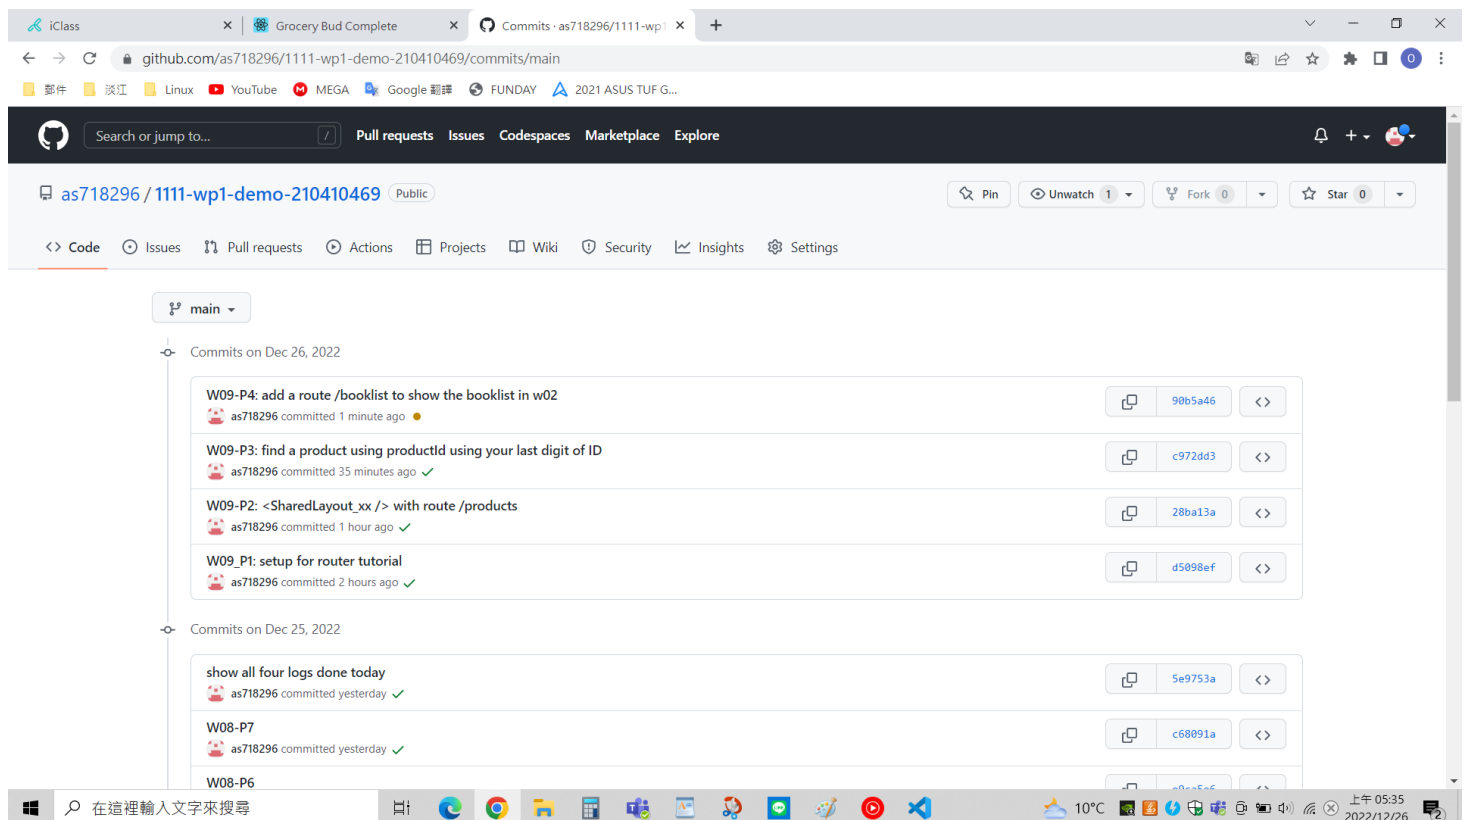 iClass
Grocery Bud Complete
Commits · as718296/1111-wp1
github.com/as718296/1111-wp1-demo-210410469/commits/main
O
郵件
淡江
Linux
YouTube
MEGA
Google 翻譯
FUNDAY
2021 ASUS TUF G...
Search or jump to...
/
Pull requests
Issues
Codespaces
Marketplace
Explore
as718296 / 1111-wp1-demo-210410469
Public
Pin
Unwatch 1
Fork 0
Star 0
Code
Issues
Pull requests
Actions
Projects
Wiki
Security
Insights
Settings
main
Commits on Dec 26, 2022
W09-P4: add a route /booklist to show the booklist in w02
as718296 committed 1 minute ago
90b5a46
W09-P3: find a product using productId using your last digit of ID
as718296 committed 35 minutes ago
c972dd3
W09-P2: <SharedLayout_xx /> with route /products
as718296 committed 1 hour ago
28ba13a
W09_P1: setup for router tutorial
as718296 committed 2 hours ago
d5098ef
Commits on Dec 25, 2022
show all four logs done today
as718296 committed yesterday
5e9753a
W08-P7
as718296 committed yesterday
c68091a
W08-P6
在這裡輸入文字來搜尋
10°C
上午 05:35
2022/12/26
2